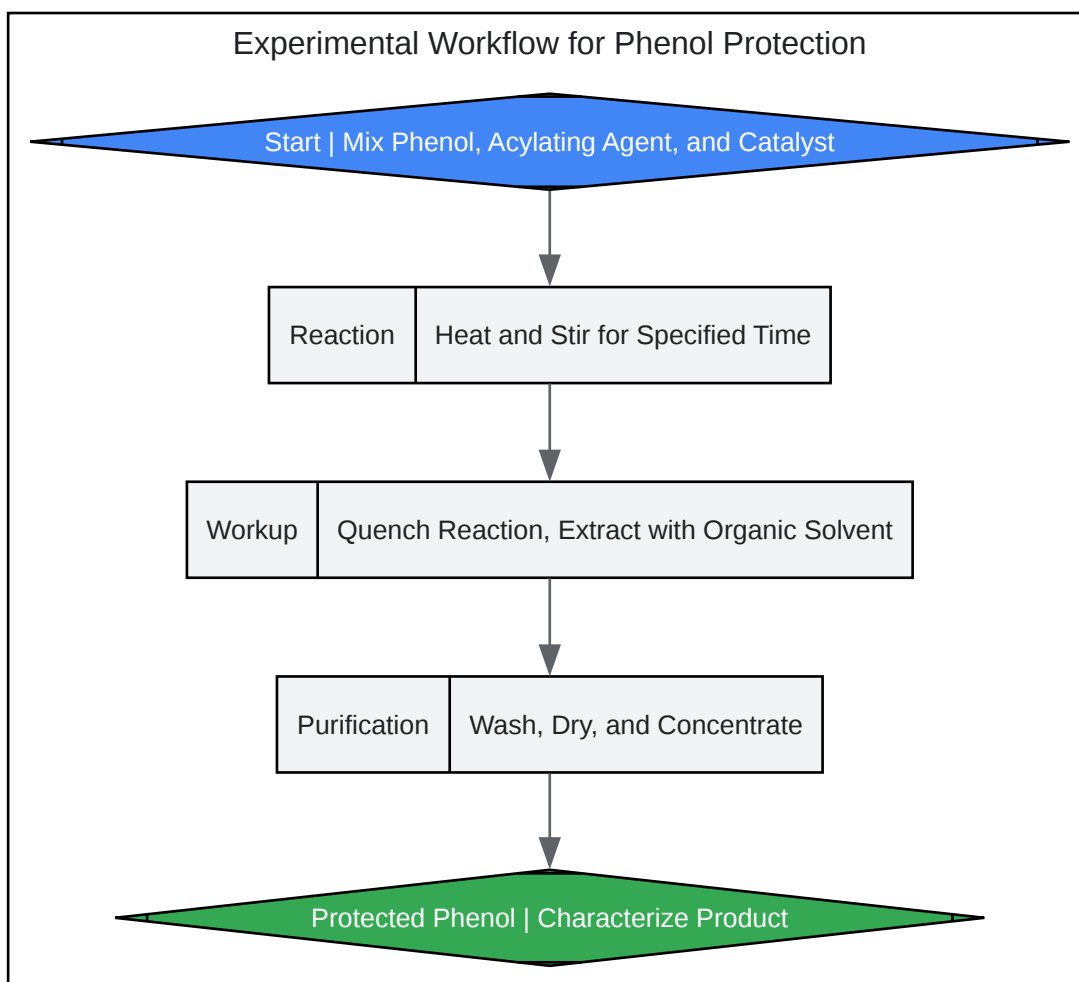 Experimental Workflow for Phenol Protection
Start | Mix Phenol, Acylating Agent, and Catalyst
Reaction
Heat and Stir for Specified Time
Workup
Quench Reaction, Extract with Organic Solvent
Purification
Wash, Dry, and Concentrate
Protected Phenol | Characterize Product